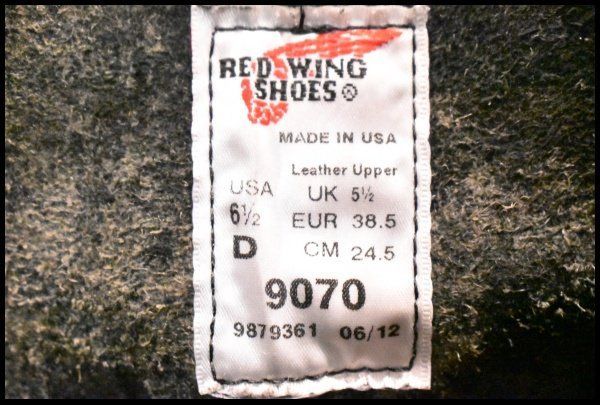 RED WING
SHOES®
MADE IN USA
Leather Upper
USA UK 5½
6½ EUR 38.5
D CM 24.5
9070
9879361 06/12